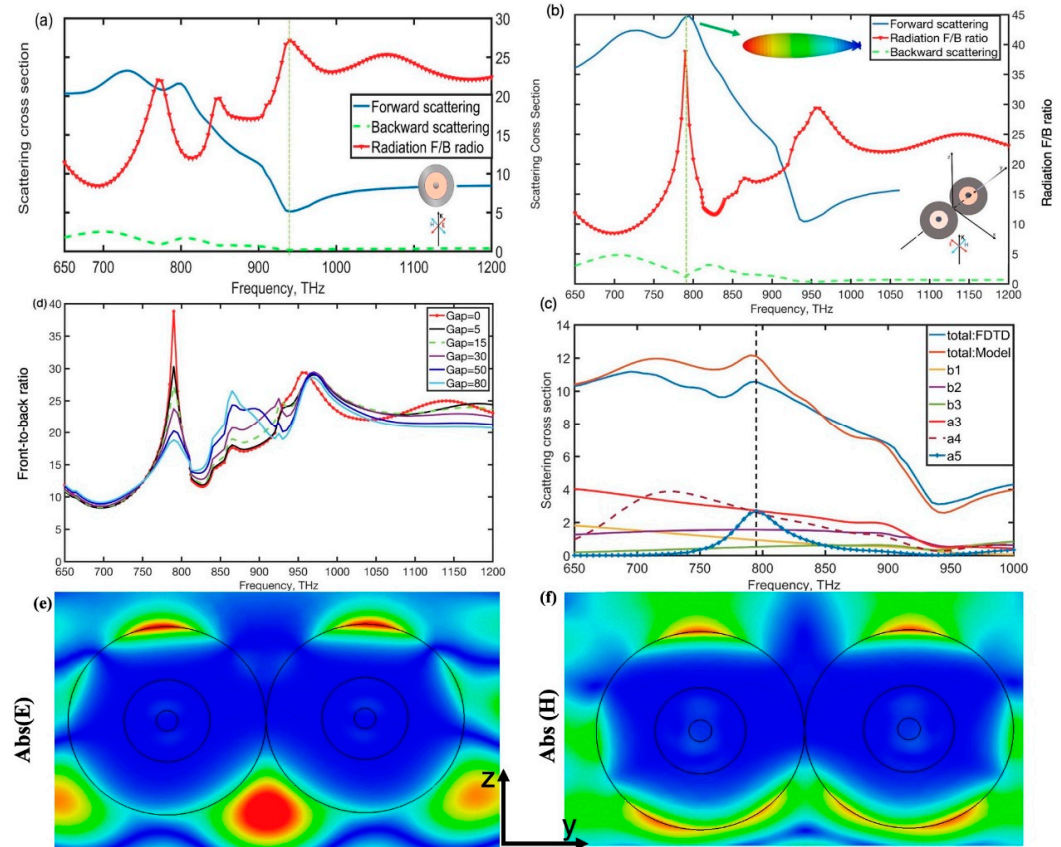 (a)
Scattering cross section
30
25
20
15
10
5
0
Forward scattering
Backward scattering
Radiation F/B radio
650 700 800 900 1000 1100 1200
Frequency, THz
(b)
Scattering Corss Section
45
40
35
30
25
20
15
10
5
0
Radiation F/B ratio
Forward scattering
Radiation F/B ratio
Backward scattering
650 700 750 800 850 900 950 1000 1050 1100 1150 1200
Frequency, THz
(d)
Front-to-back ratio
40
35
30
25
20
15
10
5
0
Gap=0
Gap=5
Gap=15
Gap=30
Gap=50
Gap=80
650 700 750 800 850 900 950 1000 1050 1100 1150 1200
Frequency, THz
(c)
Scattering cross section
14
12
10
8
6
4
2
0
total:FDTD
total:Model
b1
b2
b3
a3
a4
a5
650 700 750 800 850 900 950 1000
Frequency, THz
(e)
Abs(E)
(f)
Abs (H)
z
y